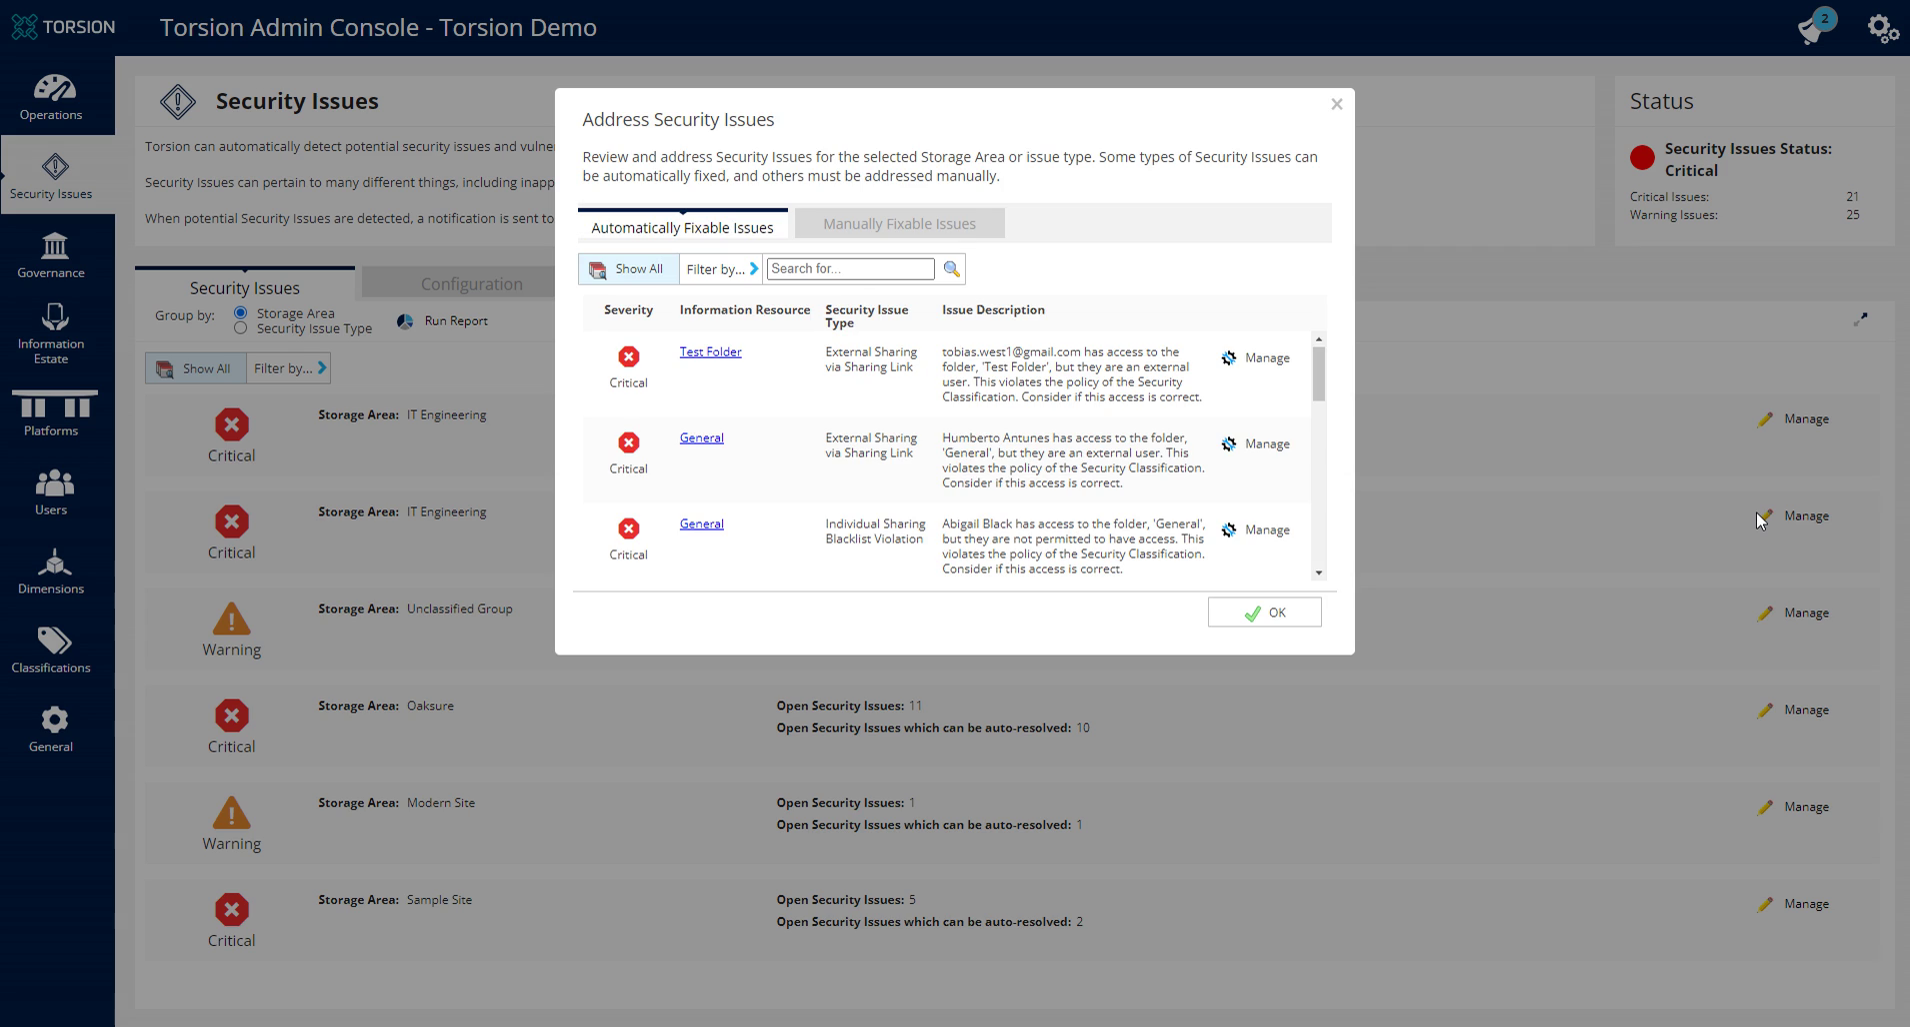 TORSION
Torsion Admin Console - Torsion Demo
2
Operations
Security Issues
Governance
Information
Estate
Platforms
Users
Dimensions
Classifications
General
Security Issues
Torsion can automatically detect potential security issues and vulne
Security Issues can pertain to many different things, including inapp
When potential Security Issues are detected, a notification is sent to
Status
Security Issues Status:
Critical
Critical Issues: 21
Warning Issues: 25
Security Issues
Configuration
Group by:
Storage Area
Security Issue Type
Run Report
Show All
Filter by...
Critical
Storage Area: IT Engineering
Manage
Critical
Storage Area: IT Engineering
Manage
Warning
Storage Area: Unclassified Group
Manage
Critical
Storage Area: Oaksure
Open Security Issues: 11
Open Security Issues which can be auto-resolved: 10
Manage
Warning
Storage Area: Modern Site
Open Security Issues: 1
Open Security Issues which can be auto-resolved: 1
Manage
Critical
Storage Area: Sample Site
Open Security Issues: 5
Open Security Issues which can be auto-resolved: 2
Manage
Address Security Issues
Review and address Security Issues for the selected Storage Area or issue type. Some types of Security Issues can
be automatically fixed, and others must be addressed manually.
Automatically Fixable Issues
Manually Fixable Issues
Show All
Filter by...
Search for...
Severity
Information Resource
Security Issue
Type
Issue Description
Critical
Test Folder
External Sharing
via Sharing Link
tobias.west1@gmail.com has access to the
folder, 'Test Folder', but they are an external
user. This violates the policy of the Security
Classification. Consider if this access is correct.
Manage
Critical
General
External Sharing
via Sharing Link
Humberto Antunes has access to the folder,
'General', but they are an external user. This
violates the policy of the Security Classification.
Consider if this access is correct.
Manage
Critical
General
Individual Sharing
Blacklist Violation
Abigail Black has access to the folder, 'General',
but they are not permitted to have access. This
violates the policy of the Security Classification.
Consider if this access is correct.
Manage
OK